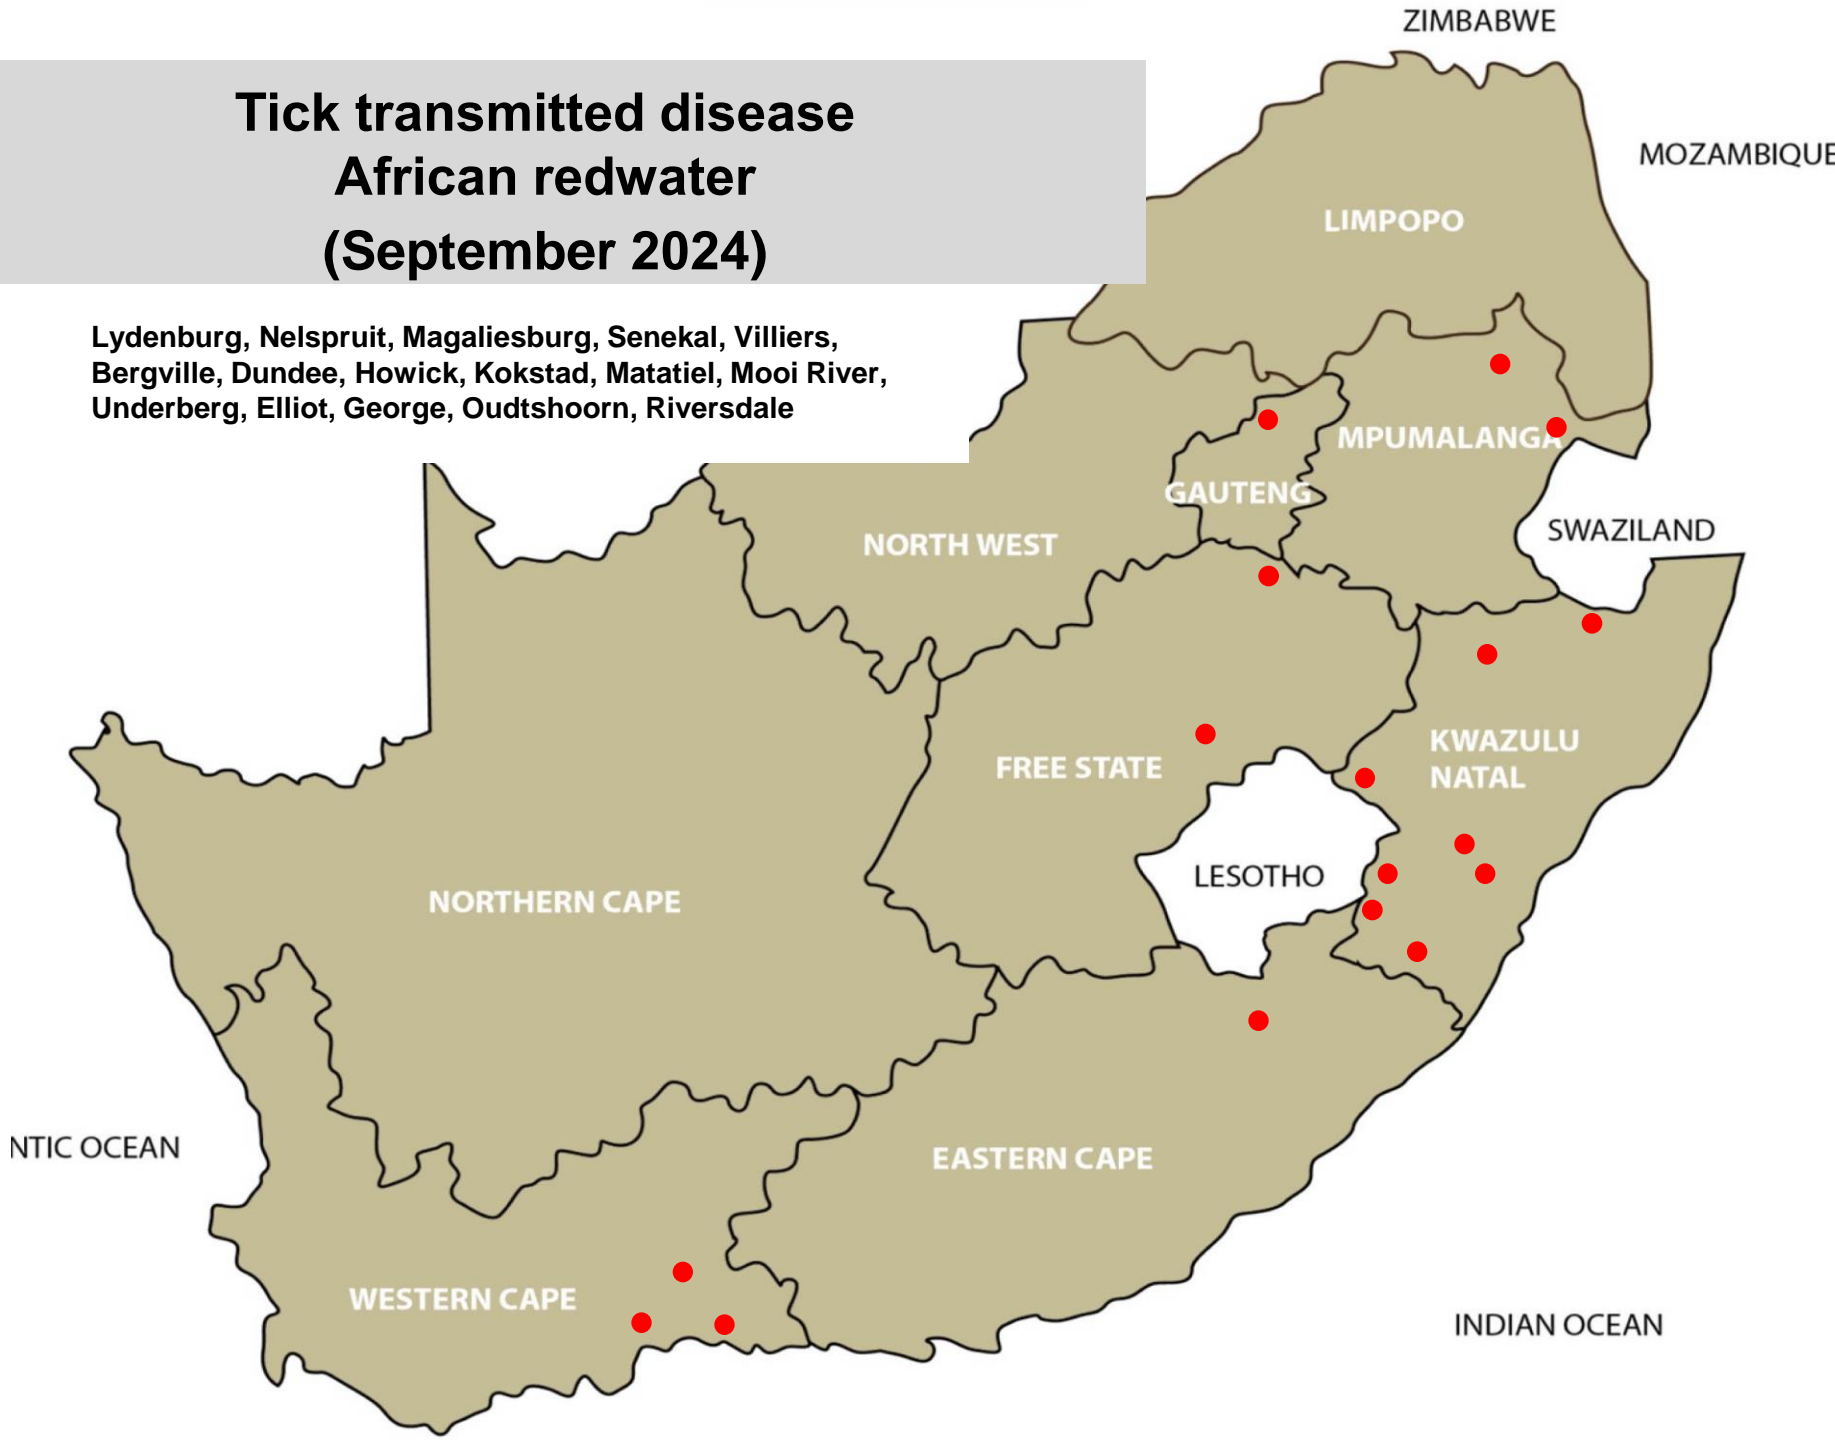 ZIMBABWE
Tick transmitted disease
African redwater
(September 2024)
MOZAMBIQUE
LIMPOPO
Lydenburg, Nelspruit, Magaliesburg, Senekal, Villiers,
Bergville, Dundee, Howick, Kokstad, Matatiel, Mooi River,
Underberg, Elliot, George, Oudtshoorn, Riversdale
MPUMALANGA
GAUTENG
SWAZILAND
NORTH WEST
KWAZULU
NATAL
FREE STATE
LESOTHO
NORTHERN CAPE
NTIC OCEAN
EASTERN CAPE
WESTERN CAPE
INDIAN OCEAN